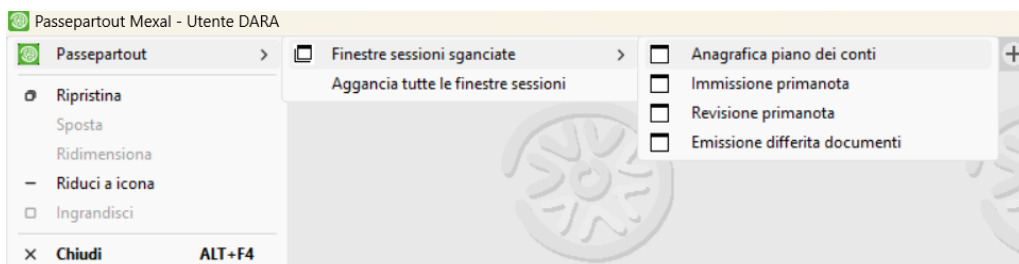 Passepartout Mexal - Utente DARA
Passepartout
Ripristina
Sposta
Ridimensiona
Riduci a icona
Ingrandisci
Chiudi ALT+F4
Finestre sessioni sganciate
Aggancia tutte le finestre sessioni
Anagrafica piano dei conti
Immissione primanota
Revisione primanota
Emissione differita documenti